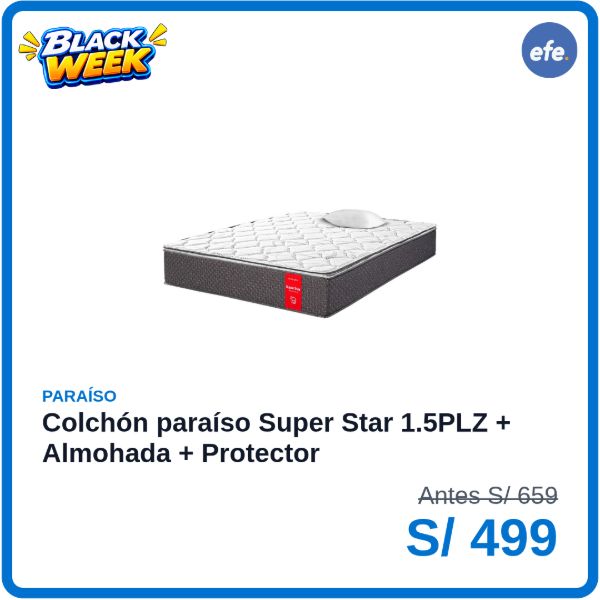 BLACK
WEEK
efe.
PARAÍSO
Colchón paraíso Super Star 1.5PLZ +
Almohada + Protector
Antes S/ 659
S/ 499